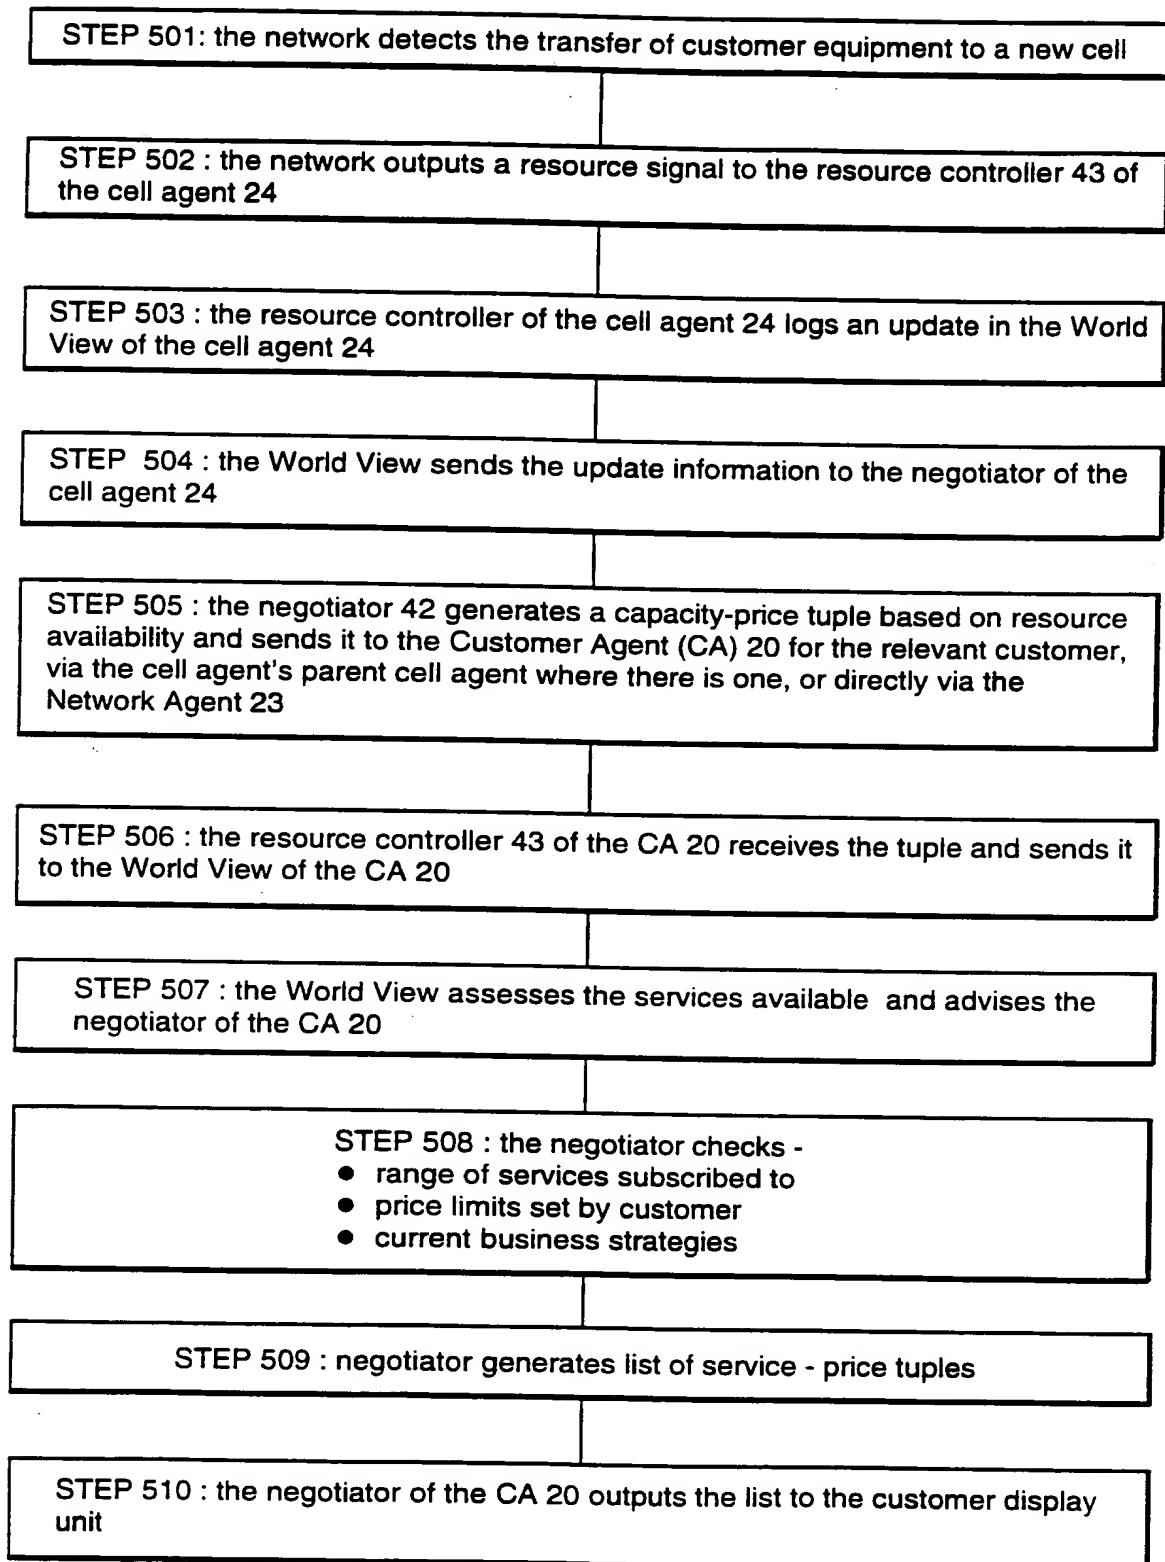 STEP 501: the network detects the transfer of customer equipment to a new cell
STEP 502 : the network outputs a resource signal to the resource controller 43 of
the cell agent 24
STEP 503 : the resource controller of the cell agent 24 logs an update in the World
View of the cell agent 24
STEP 504 : the World View sends the update information to the negotiator of the
cell agent 24
STEP 505 : the negotiator 42 generates a capacity-price tuple based on resource
availability and sends it to the Customer Agent (CA) 20 for the relevant customer,
via the cell agent's parent cell agent where there is one, or directly via the
Network Agent 23
STEP 506 : the resource controller 43 of the CA 20 receives the tuple and sends it
to the World View of the CA 20
STEP 507 : the World View assesses the services available and advises the
negotiator of the CA 20
STEP 508 : the negotiator checks -
● range of services subscribed to
● price limits set by customer
● current business strategies
STEP 509 : negotiator generates list of service - price tuples
STEP 510 : the negotiator of the CA 20 outputs the list to the customer display
unit